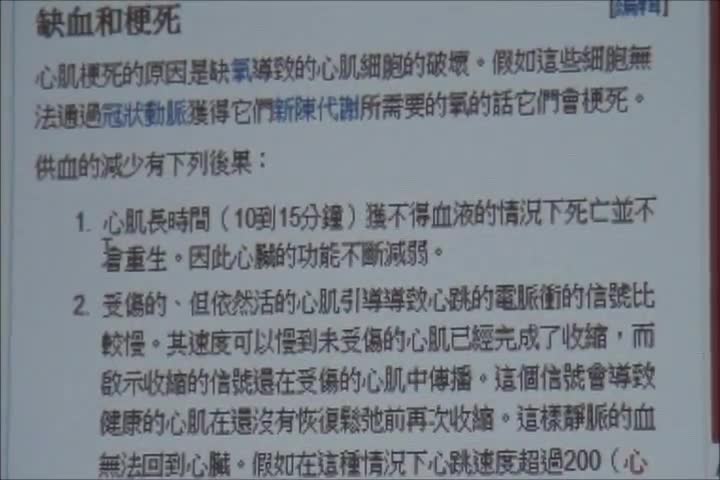 缺血和梗死
[編輯]
心肌梗死的原因是缺氧導致的心肌細胞的破壞。假如這些細胞無
法通過冠狀動脈獲得它們新陳代謝所需要的氧的話它們會梗死。
供血的減少有下列後果：
1. 心肌長時間（10到15分鐘）獲不得血液的情況下死亡並不
會重生。因此心臟的功能不斷減弱。
2. 受傷的、但依然活的心肌引導導致心跳的電脈衝的信號比
較慢。其速度可以慢到未受傷的心肌已經完成了收縮，而
啟示收縮的信號還在受傷的心肌中傳播。這個信號會導致
健康的心肌在還沒有恢復鬆弛前再次收縮。這樣靜脈的血
無法回到心臟。假如在這種情況下心跳速度超過200（心